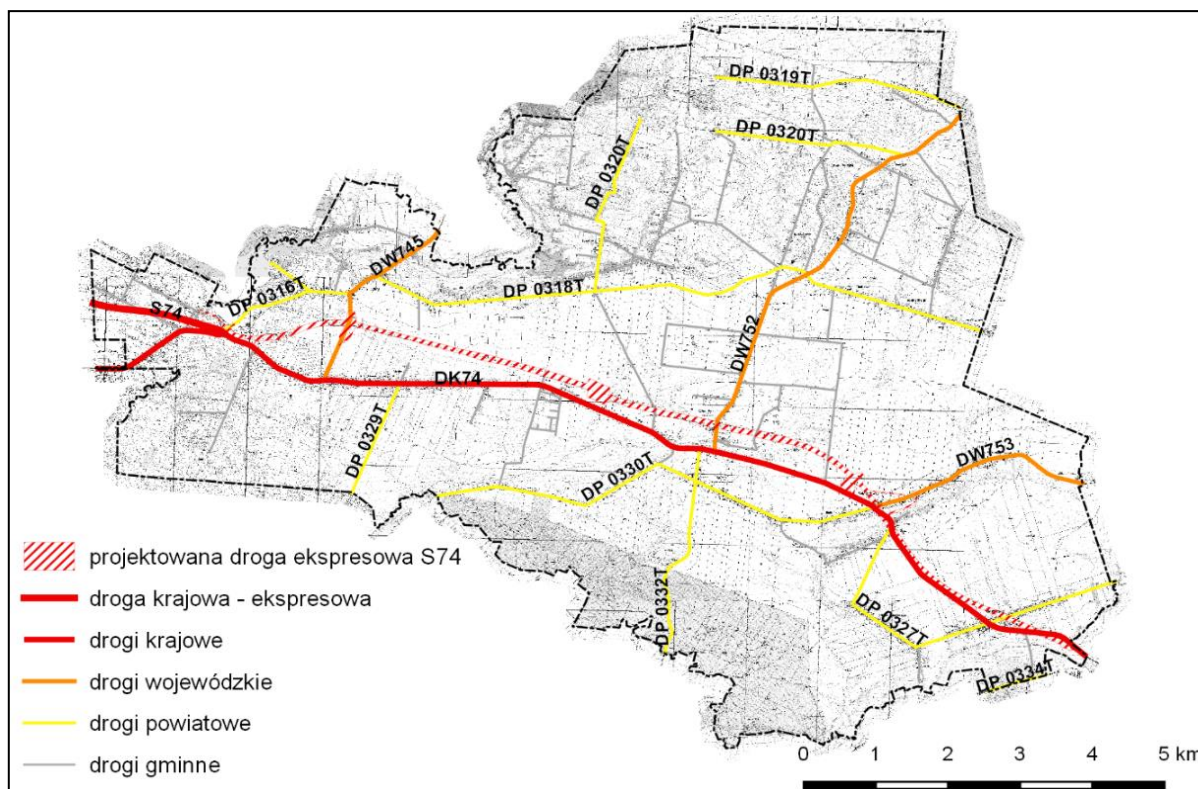 DP 0319T
DP 0320T
DP 0320T
DW745
DP 0316T
DP 0318T
S74
DW752
DK74
DP 0329T
DP 0330T
DW753
DP 0332T
DP 0327T
DP 0334T
projektowana droga ekspresowa S74
droga krajowa - ekspresowa
drogi krajowe
drogi wojewódzkie
drogi powiatowe
drogi gminne
0 1 2 3 4 5 km